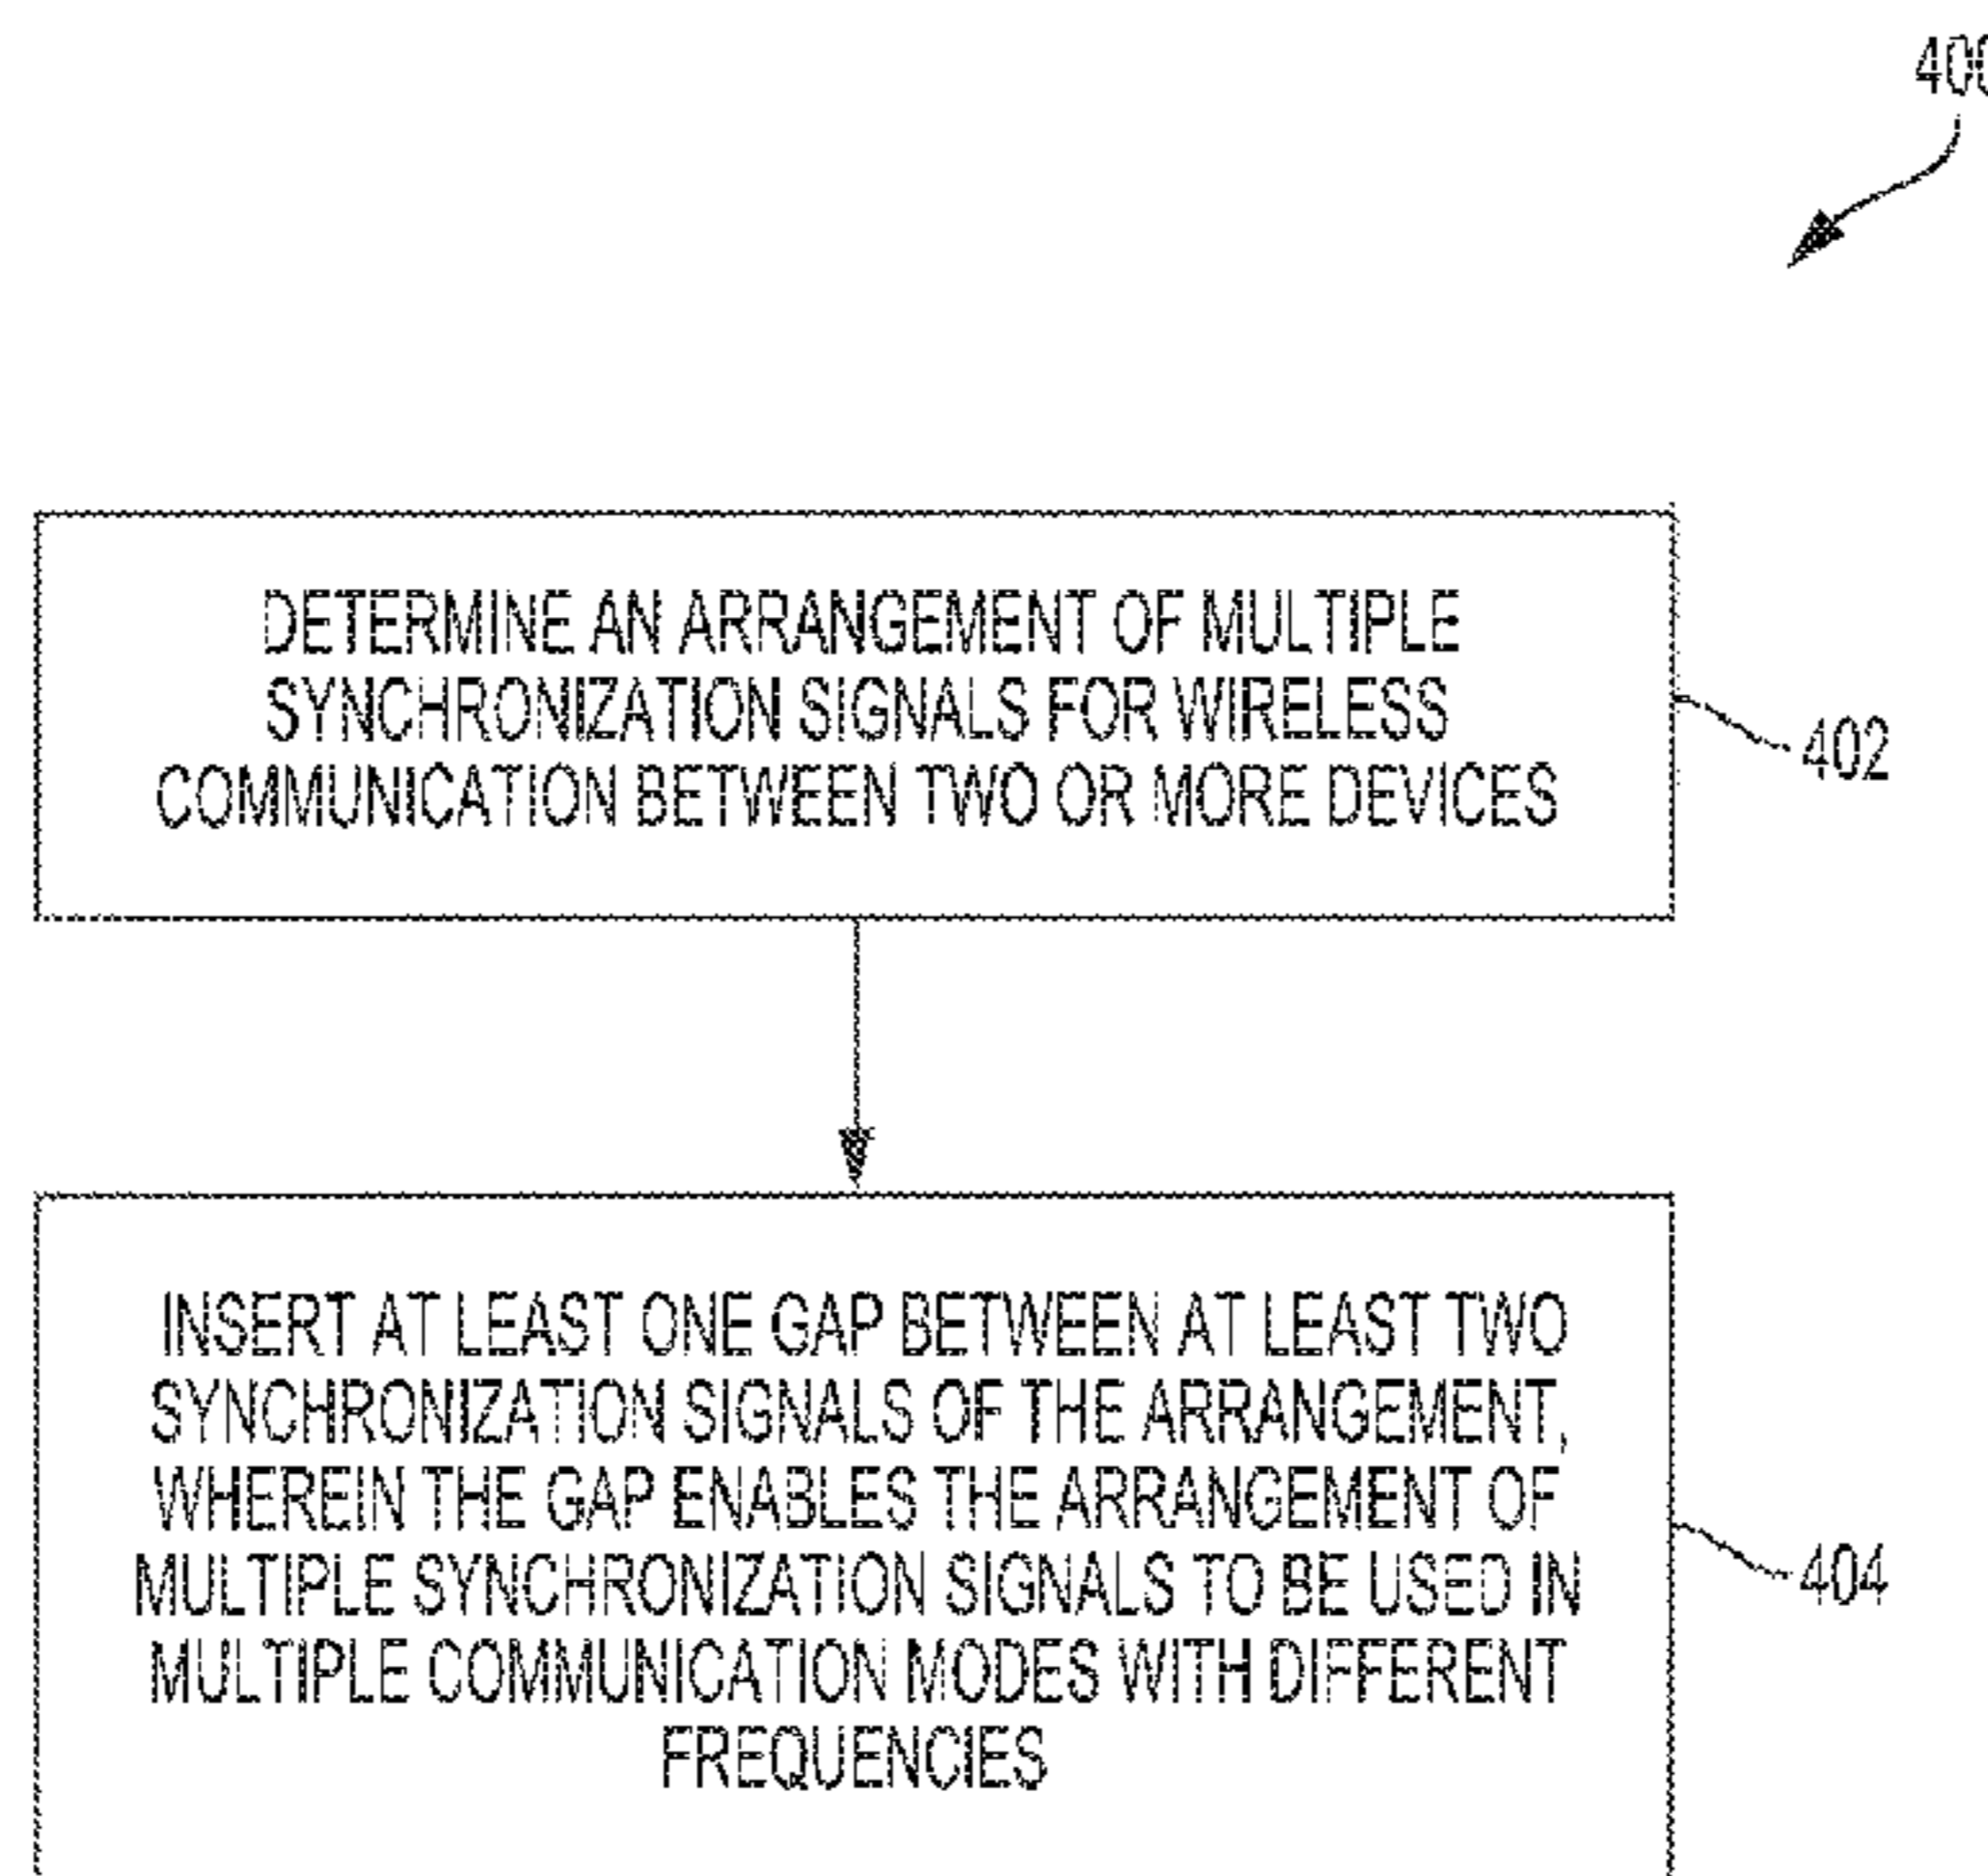 400
DETERMINE AN ARRANGEMENT OF MULTIPLE
SYNCHRONIZATION SIGNALS FOR WIRELESS
COMMUNICATION BETWEEN TWO OR MORE DEVICES
402
INSERT AT LEAST ONE GAP BETWEEN AT LEAST TWO
SYNCHRONIZATION SIGNALS OF THE ARRANGEMENT,
WHEREIN THE GAP ENABLES THE ARRANGEMENT OF
MULTIPLE SYNCHRONIZATION SIGNALS TO BE USED IN
MULTIPLE COMMUNICATION MODES WITH DIFFERENT
FREQUENCIES
404